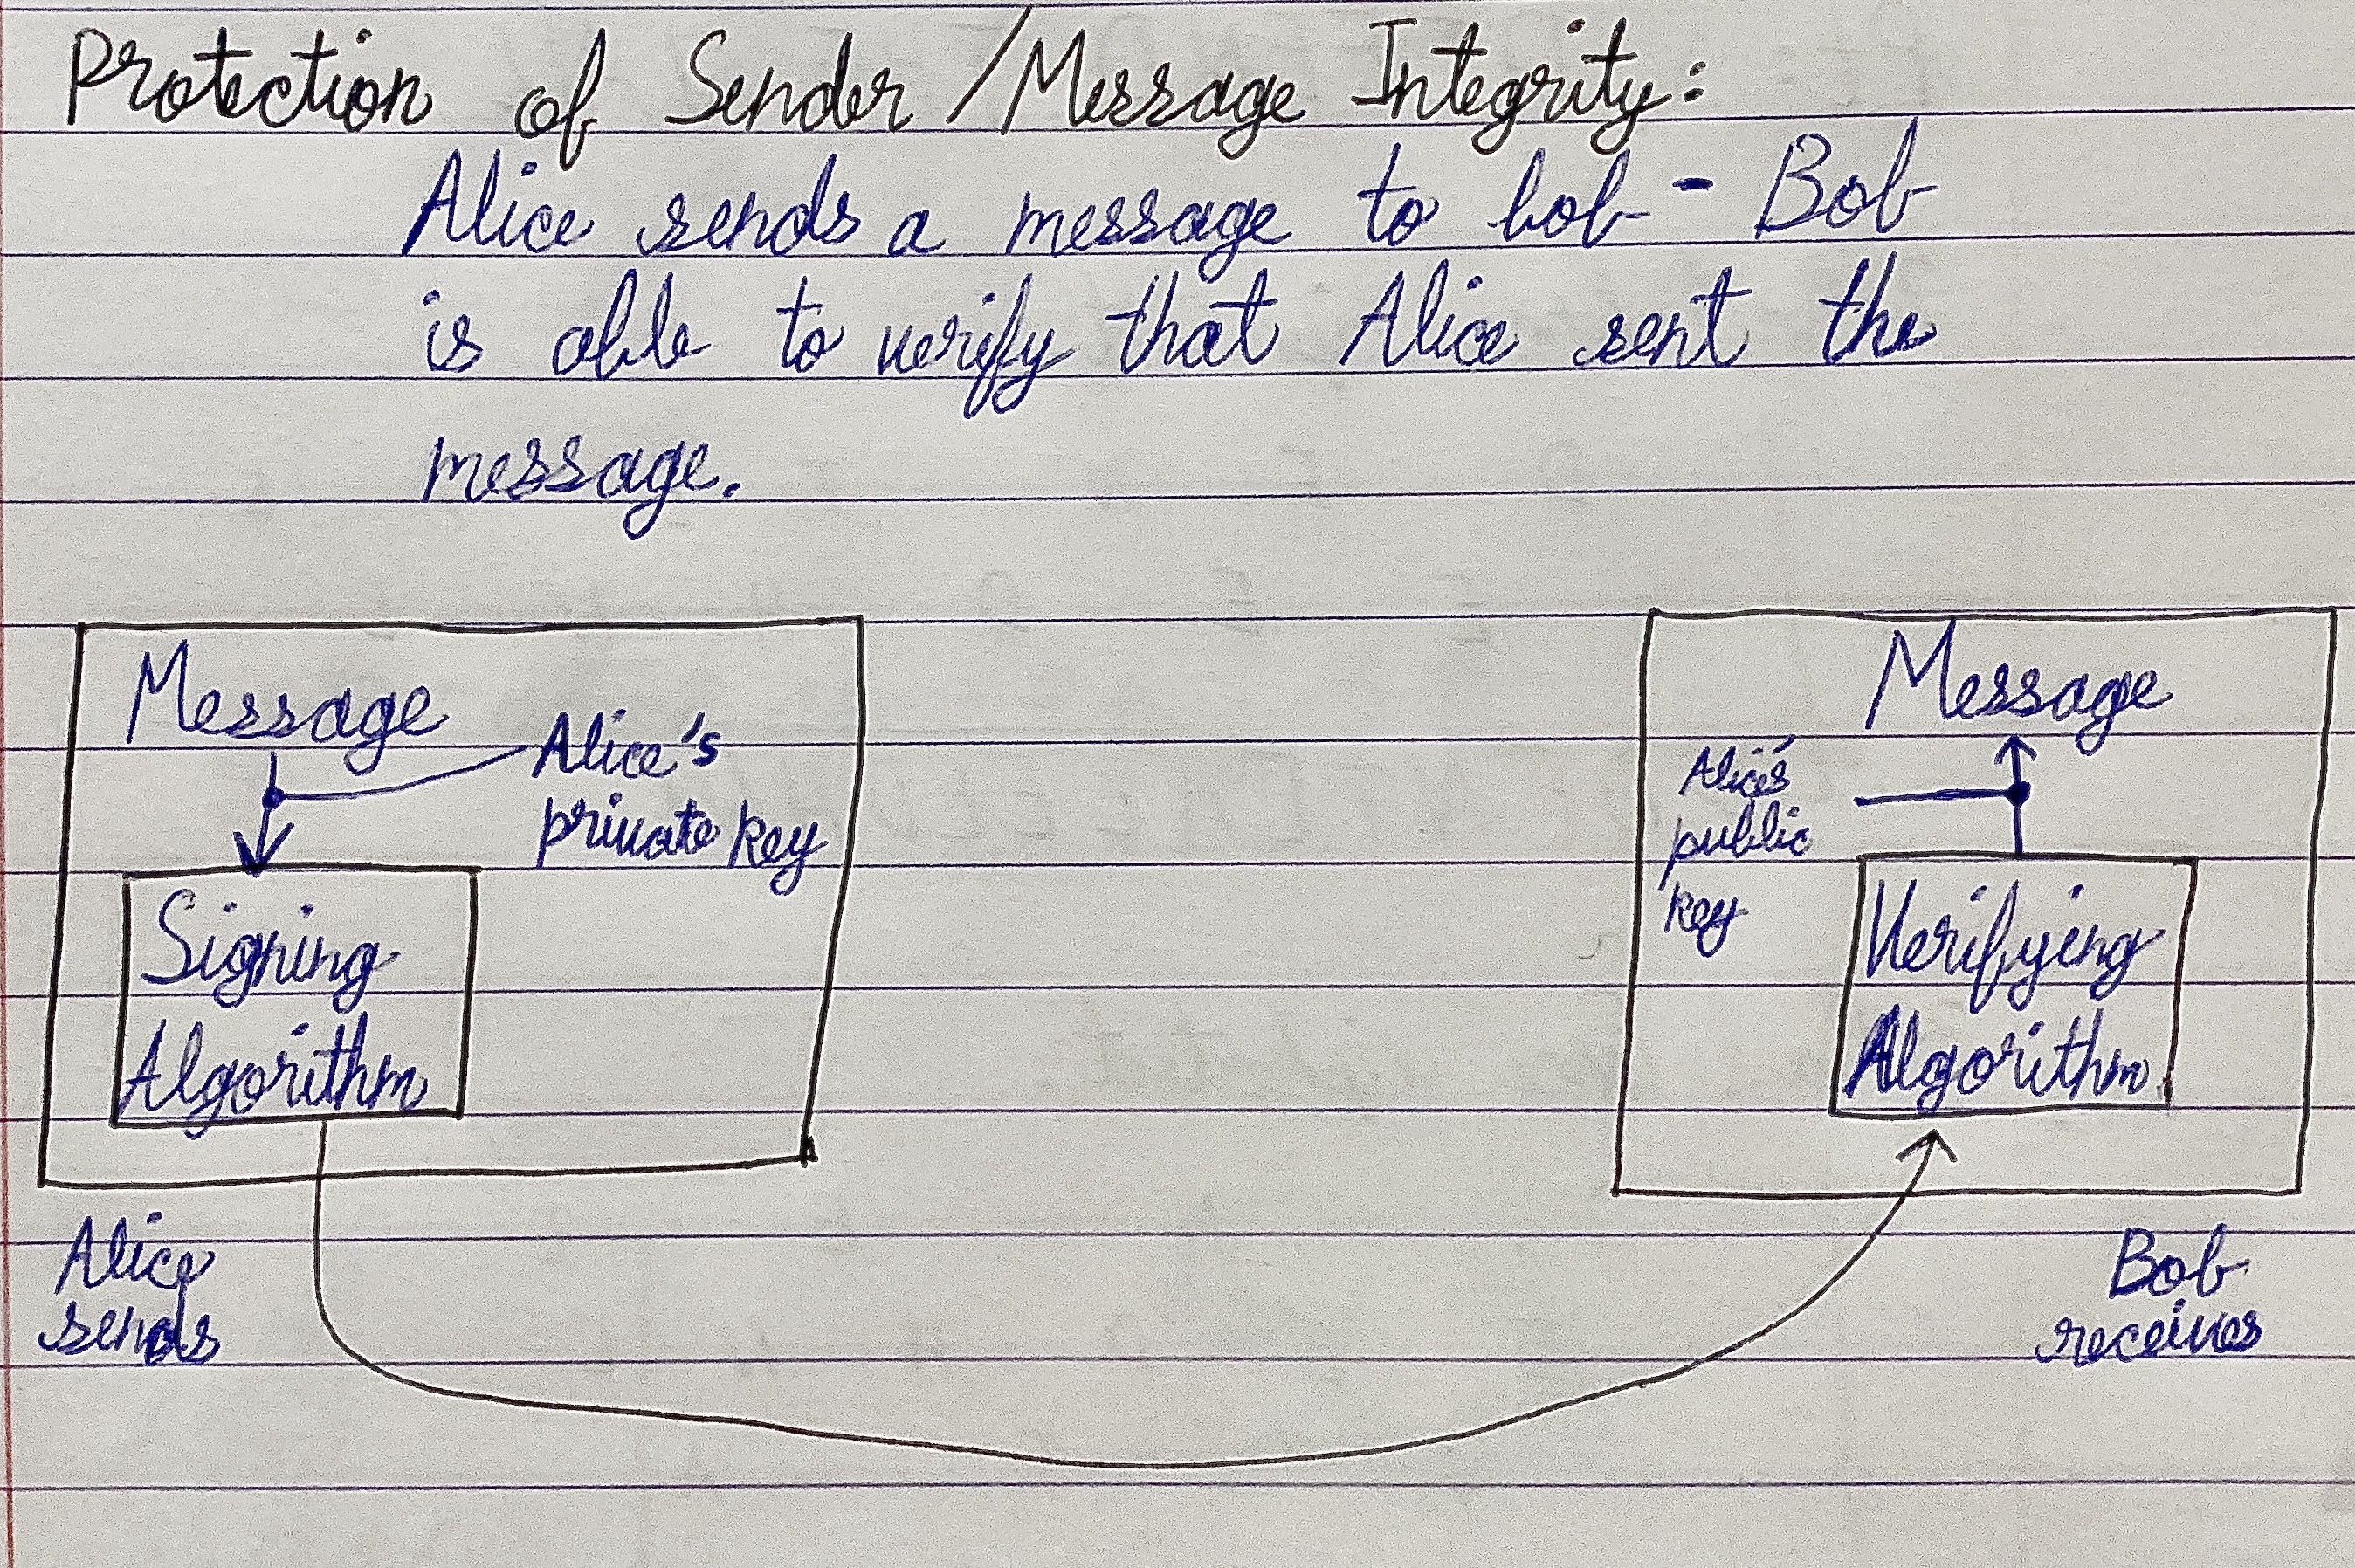 Protection of Sender/Message Integrity:
Alice sends a message to bob - Bob
is able to verify that Alice sent the
message.
Message
Alice's
private key
Signing
Algorithm
Alice
sends
Message
Alice's
public
key
Verifying
Algorithm
Bob
receives